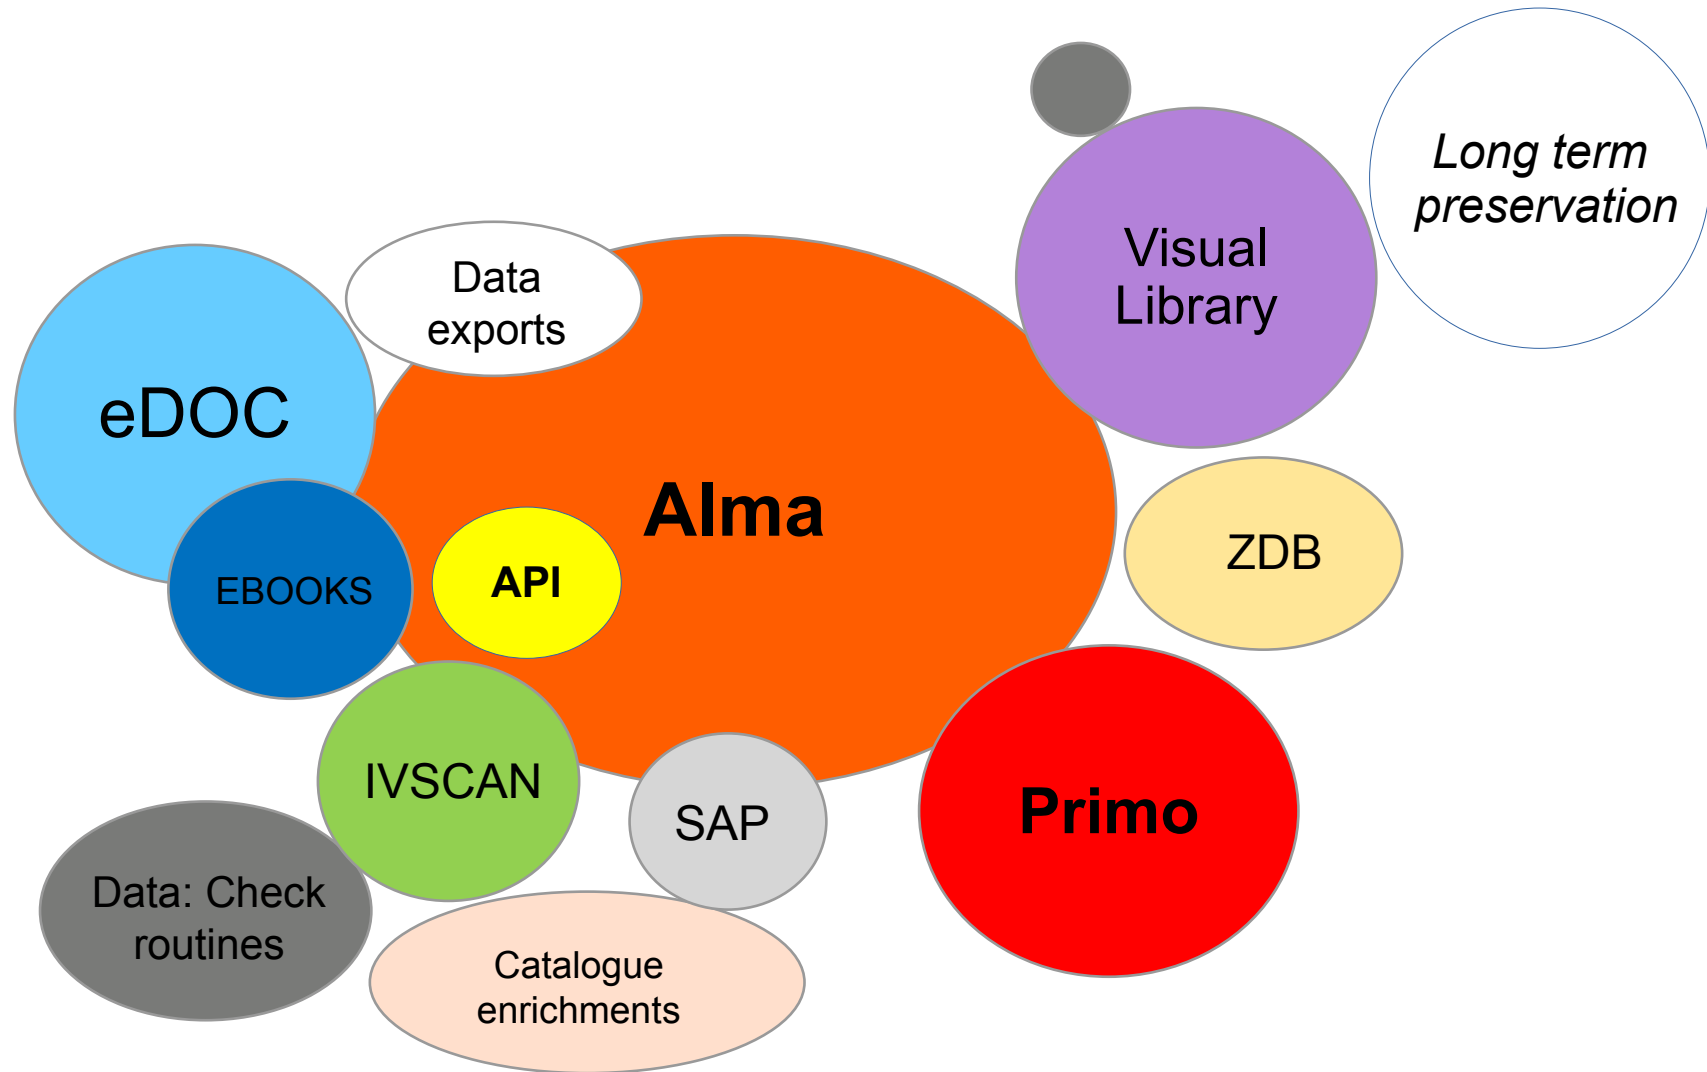 Long term
preservation
Visual
Library
Data
exports
eDOC
Alma
ZDB
API
EBOOKS
IVSCAN
SAP
Primo
Data: Check
routines
Catalogue
enrichments